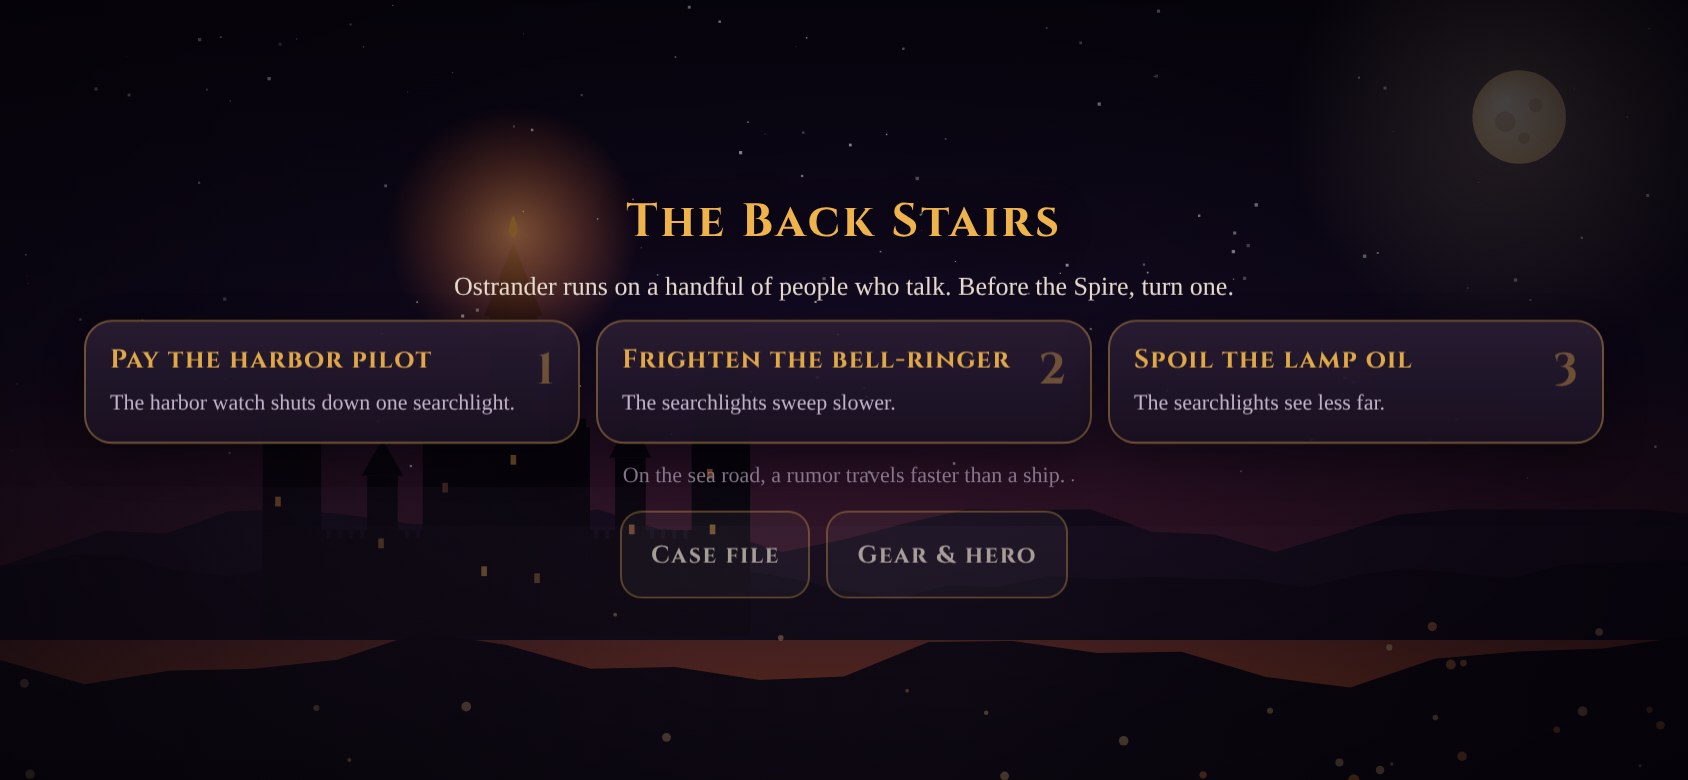 The Back Stairs
Ostrander runs on a handful of people who talk. Before the Spire, turn one.
Pay the harbor pilot 1
The harbor watch shuts down one searchlight.
Frighten the bell-ringer 2
The searchlights sweep slower.
Spoil the lamp oil 3
The searchlights see less far.
On the sea road, a rumor travels faster than a ship.
Case file
Gear & hero